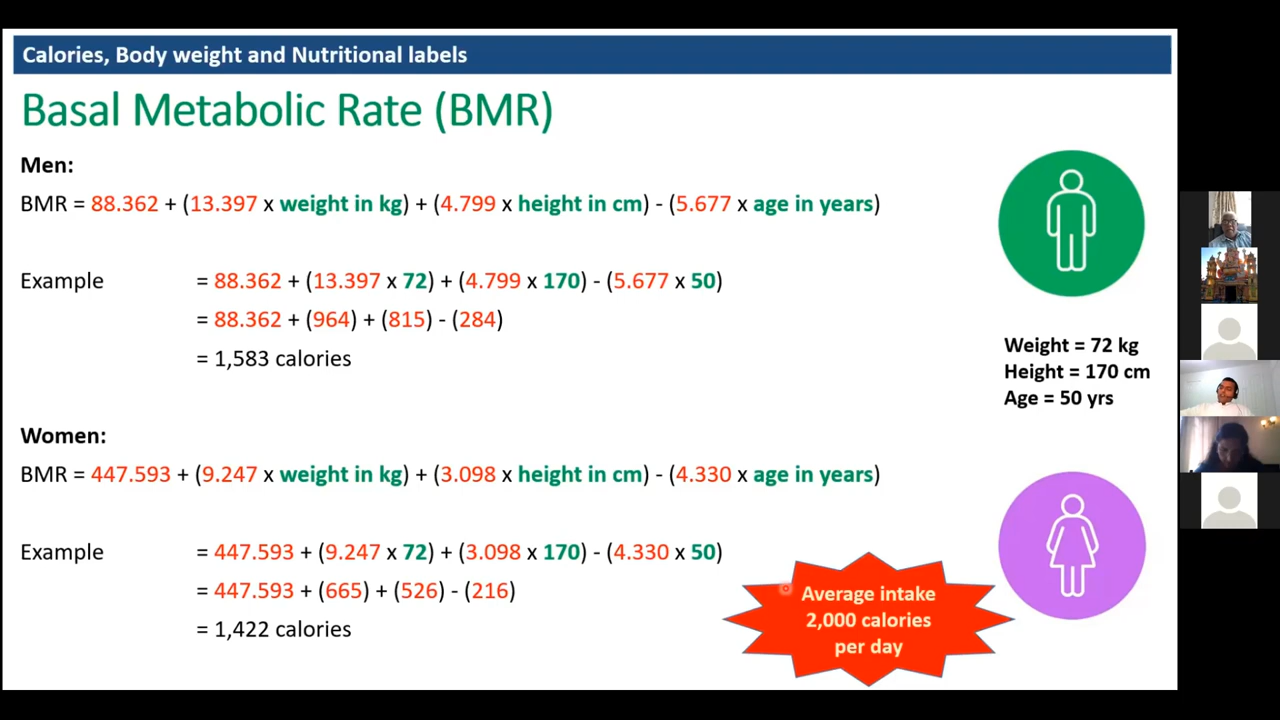 Calories, Body weight and Nutritional labels
Basal Metabolic Rate (BMR)
Men:
BMR = 88.362 + (13.397 x weight in kg) + (4.799 x height in cm) - (5.677 x age in years)
Example = 88.362 + (13.397 x 72) + (4.799 x 170) - (5.677 x 50)
= 88.362 + (964) + (815) - (284)
= 1,583 calories
Weight = 72 kg
Height = 170 cm
Age = 50 yrs
Women:
BMR = 447.593 + (9.247 x weight in kg) + (3.098 x height in cm) - (4.330 x age in years)
Example = 447.593 + (9.247 x 72) + (3.098 x 170) - (4.330 x 50)
= 447.593 + (665) + (526) - (216)
= 1,422 calories
Average intake
2,000 calories
per day